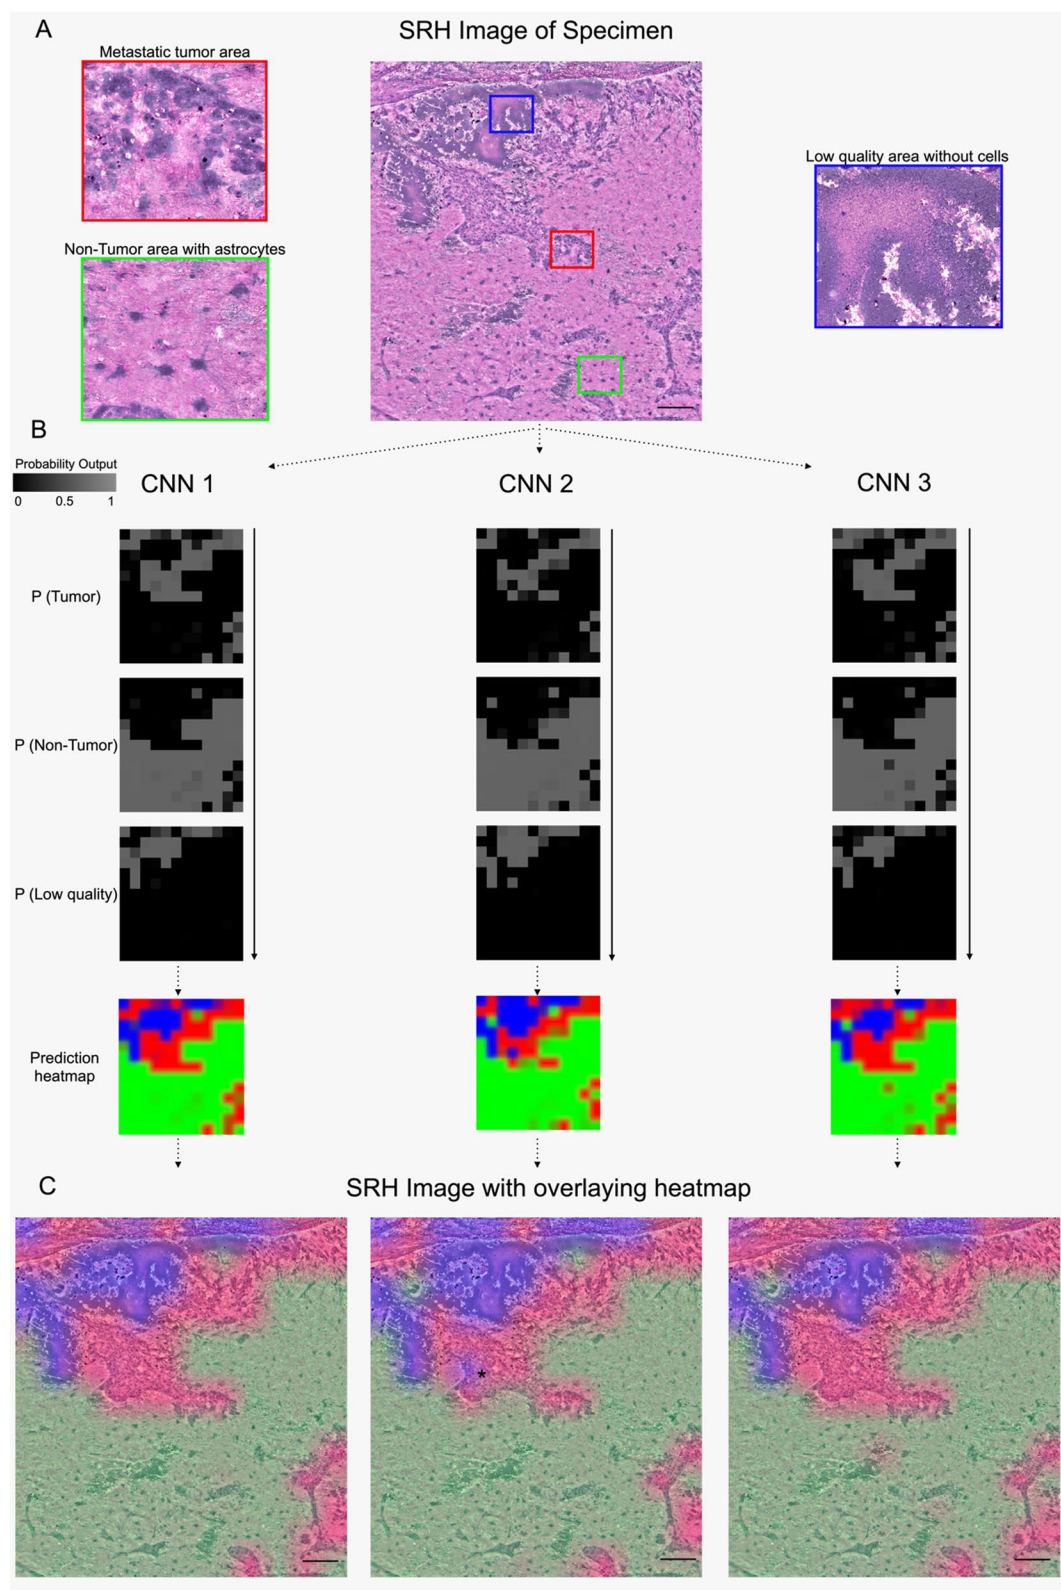 A
SRH Image of Specimen
Metastatic tumor area
Low quality area without cells
Non-Tumor area with astrocytes
B
Probability Output
0 0.5 1
CNN 1
CNN 2
CNN 3
P (Tumor)
P (Non-Tumor)
P (Low quality)
Prediction
heatmap
C
SRH Image with overlaying heatmap
*